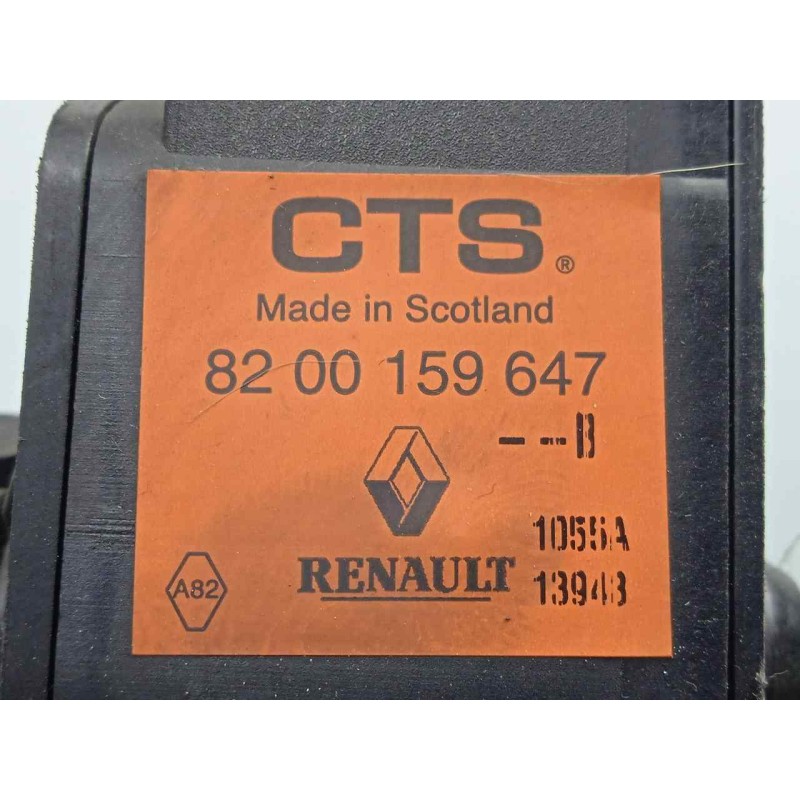 CTS®
Made in Scotland
82 00 159 647
- - - B
1055A
RENAULT
13943
A82